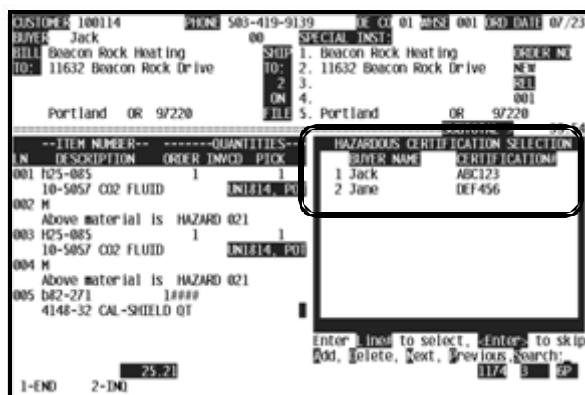 CUSTOMER 100114 PHONE 503-419-9139 DE CO 01 WHSE 001 ORD DATE 07/23
BUYER Jack 00 SPECIAL INST:
BILL Beacon Rock Heating SHIP 1. Beacon Rock Heating ORDER NO
TO: 11632 Beacon Rock Drive TO: 2. 11632 Beacon Rock Drive NEW
2 3. REL
ON 4. 001
Portland OR 97220 FILE 5. Portland OR 97220
--ITEM NUMBER-- -------QUANTITIES--
HAZARDOUS CERTIFICATION SELECTION
LN DESCRIPTION ORDER INVCD PICK
BUYER NAME CERTIFICATION#
001 h25-085 1 1
1 Jack ABC123
10-5057 CO2 FLUID UN1814, POT
2 Jane DEF456
002 M
Above material is HAZARD 021
003 H25-085 1 1
10-5057 CO2 FLUID UN1814, POT
004 M
Above material is HAZARD 021
005 b82-271 1####
4148-32 CAL-SHIELD QT
Enter Line# to select, <Enter> to skip
Add, Delete, Next, Previous, Search:
25.21 1174 3 GP
1-END 2-INQ